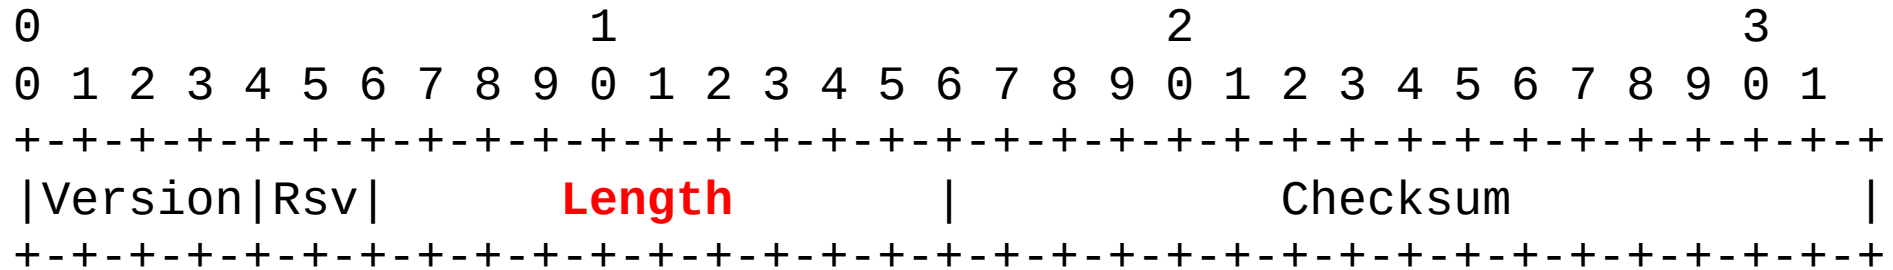 0                   1                   2                   3
0 1 2 3 4 5 6 7 8 9 0 1 2 3 4 5 6 7 8 9 0 1 2 3 4 5 6 7 8 9 0 1
+-+-+-+-+-+-+-+-+-+-+-+-+-+-+-+-+-+-+-+-+-+-+-+-+-+-+-+-+-+-+-+-+
|Version|Rsv|      Length       |           Checksum            |
+-+-+-+-+-+-+-+-+-+-+-+-+-+-+-+-+-+-+-+-+-+-+-+-+-+-+-+-+-+-+-+-+